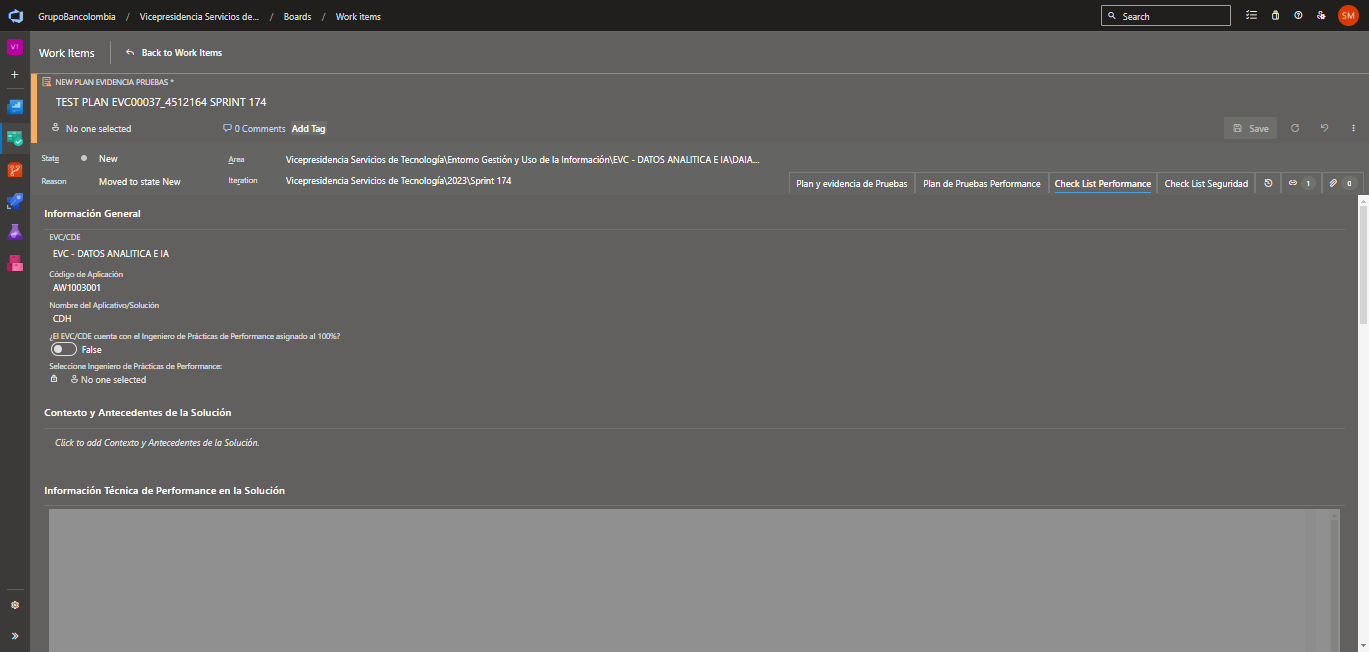 GrupoBancolombia / Vicepresidencia Servicios de... / Boards / Work items
Search
SM
VT
Work Items
Back to Work Items
NEW PLAN EVIDENCIA PRUEBAS *
TEST PLAN EVC00037_4512164 SPRINT 174
No one selected
0 Comments
Add Tag
Save
State
New
Area
Vicepresidencia Servicios de Tecnología\Entorno Gestión y Uso de la Información\EVC - DATOS ANALITICA E IA\DAIA...
Reason
Moved to state New
Iteration
Vicepresidencia Servicios de Tecnología\2023\Sprint 174
Plan y evidencia de Pruebas
Plan de Pruebas Performance
Check List Performance
Check List Seguridad
1
0
Información General
EVC/CDE
EVC - DATOS ANALITICA E IA
Código de Aplicación
AW1003001
Nombre del Aplicativo/Solución
CDH
¿El EVC/CDE cuenta con el Ingeniero de Prácticas de Performance asignado al 100%?
False
Seleccione Ingeniero de Prácticas de Performance:
No one selected
Contexto y Antecedentes de la Solución
Click to add Contexto y Antecedentes de la Solución.
Información Técnica de Performance en la Solución